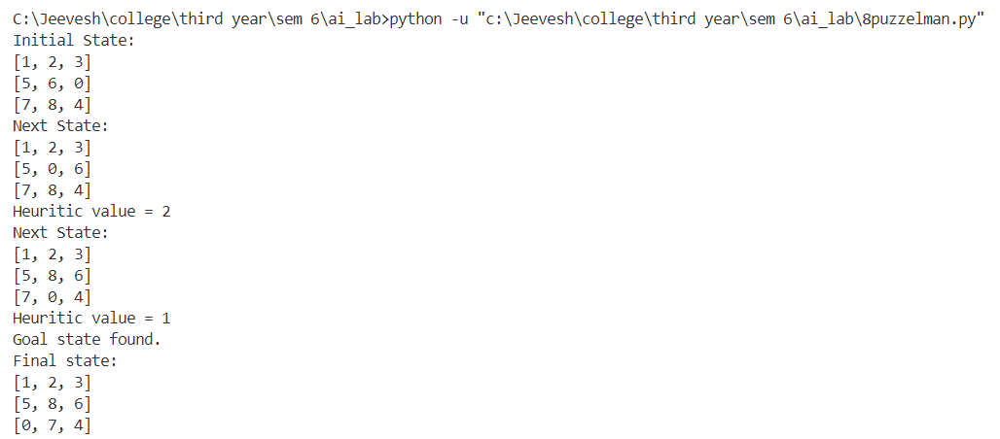 C:\Jeevesh\college\third year\sem 6\ai_lab>python -u "c:\Jeevesh\college\third year\sem 6\ai_lab\8puzzelman.py"
Initial State:
[1, 2, 3]
[5, 6, 0]
[7, 8, 4]
Next State:
[1, 2, 3]
[5, 0, 6]
[7, 8, 4]
Heuritic value = 2
Next State:
[1, 2, 3]
[5, 8, 6]
[7, 0, 4]
Heuritic value = 1
Goal state found.
Final state:
[1, 2, 3]
[5, 8, 6]
[0, 7, 4]